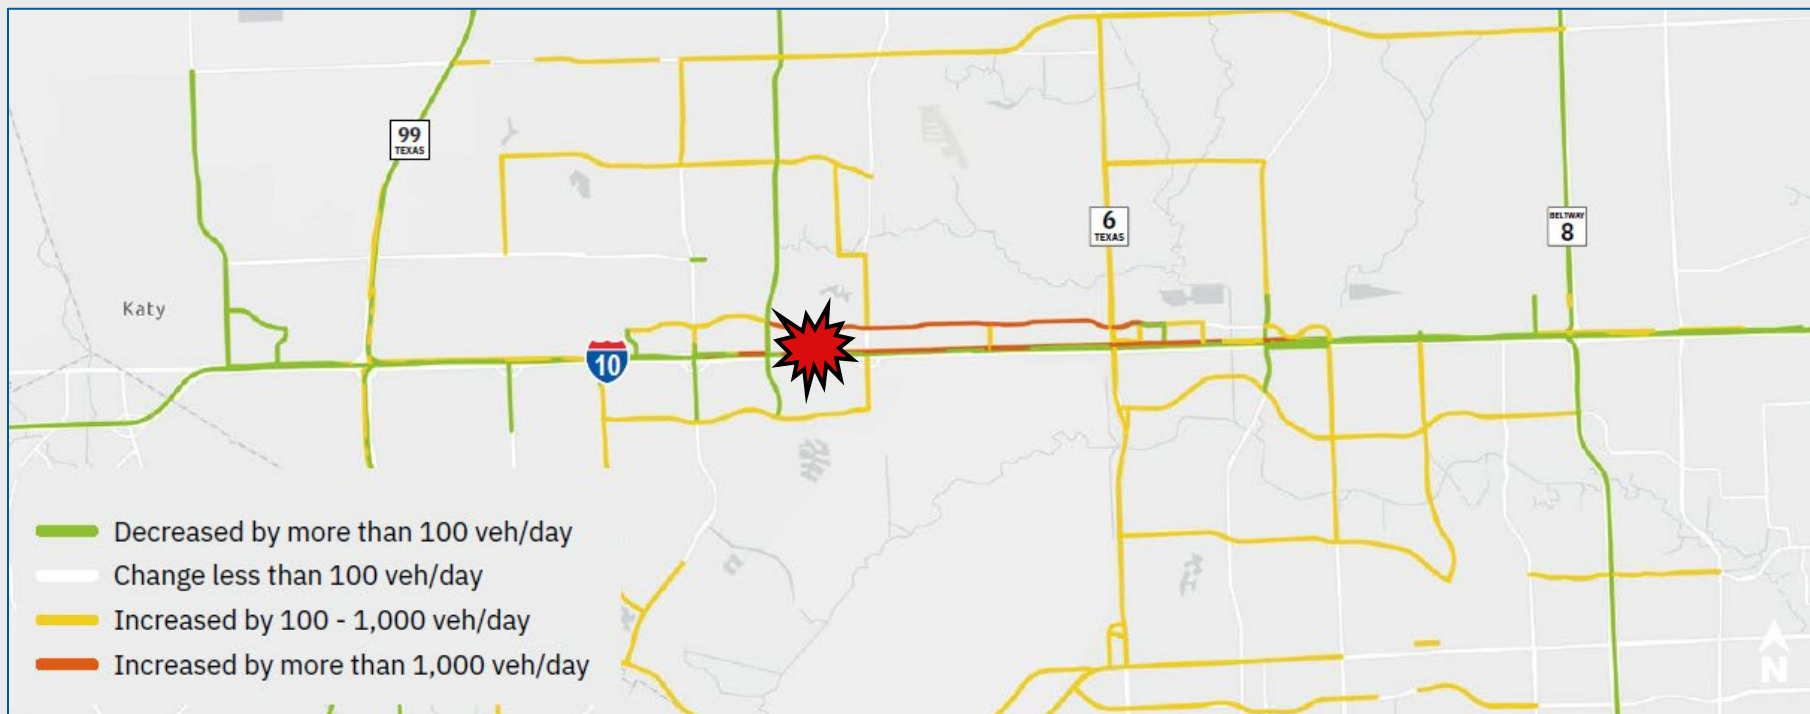 99
TEXAS
6
TEXAS
BELTWAY
8
Katy
10
Decreased by more than 100 veh/day
Change less than 100 veh/day
Increased by 100 - 1,000 veh/day
Increased by more than 1,000 veh/day
N